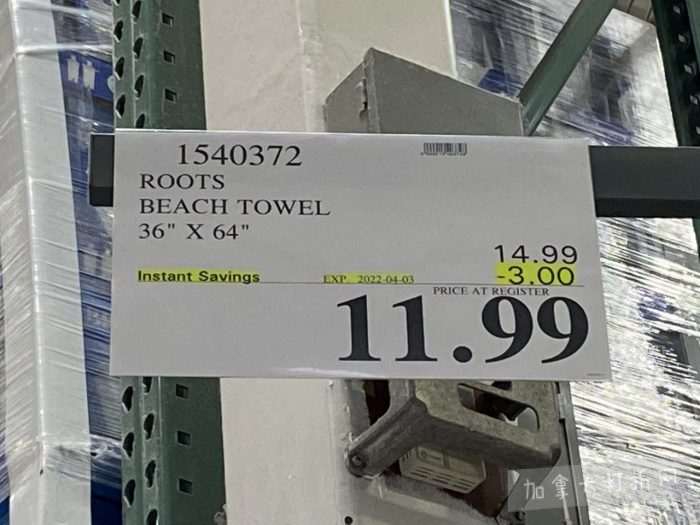 1540372
ROOTS
BEACH TOWEL
36" X 64"
14.99
Instant Savings EXP 2022-04-03 -3.00
PRICE AT REGISTER
11.99